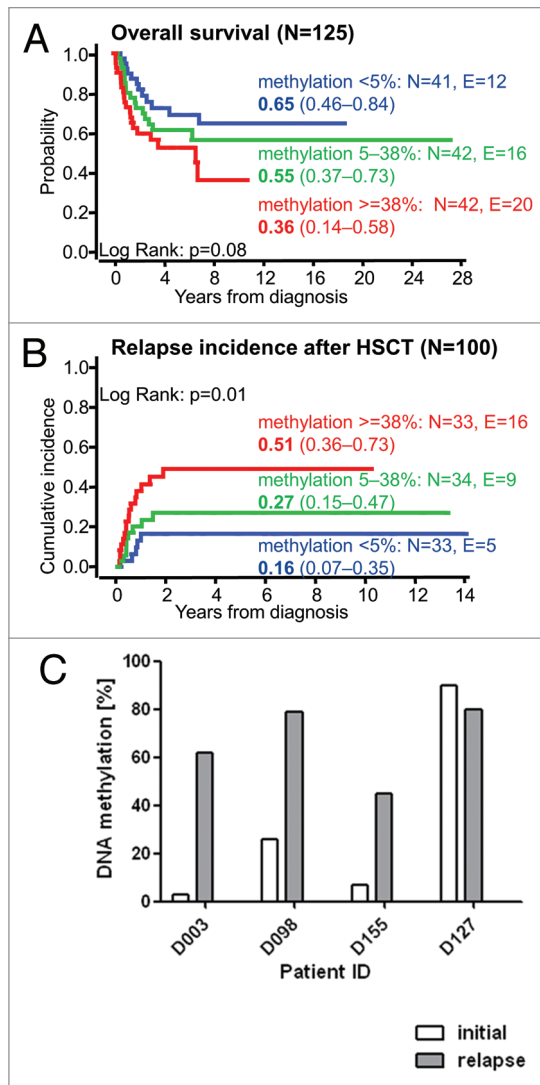 A
Overall survival (N=125)
Probability
1.0
0.8
0.6
0.4
0.2
0.0
methylation <5%: N=41, E=12
0.65 (0.46–0.84)
methylation 5–38%: N=42, E=16
0.55 (0.37–0.73)
methylation >=38%: N=42, E=20
0.36 (0.14–0.58)
Log Rank: p=0.08
0 4 8 12 16 20 24 28
Years from diagnosis
B
Relapse incidence after HSCT (N=100)
Cumulative incidence
1.0
0.8
0.6
0.4
0.2
0.0
Log Rank: p=0.01
methylation >=38%: N=33, E=16
0.51 (0.36–0.73)
methylation 5–38%: N=34, E=9
0.27 (0.15–0.47)
methylation <5%: N=33, E=5
0.16 (0.07–0.35)
0 2 4 6 8 10 12 14
Years from diagnosis
C
DNA methylation [%]
100
80
60
40
20
0
D003 D098 D155 D127
Patient ID
initial
relapse